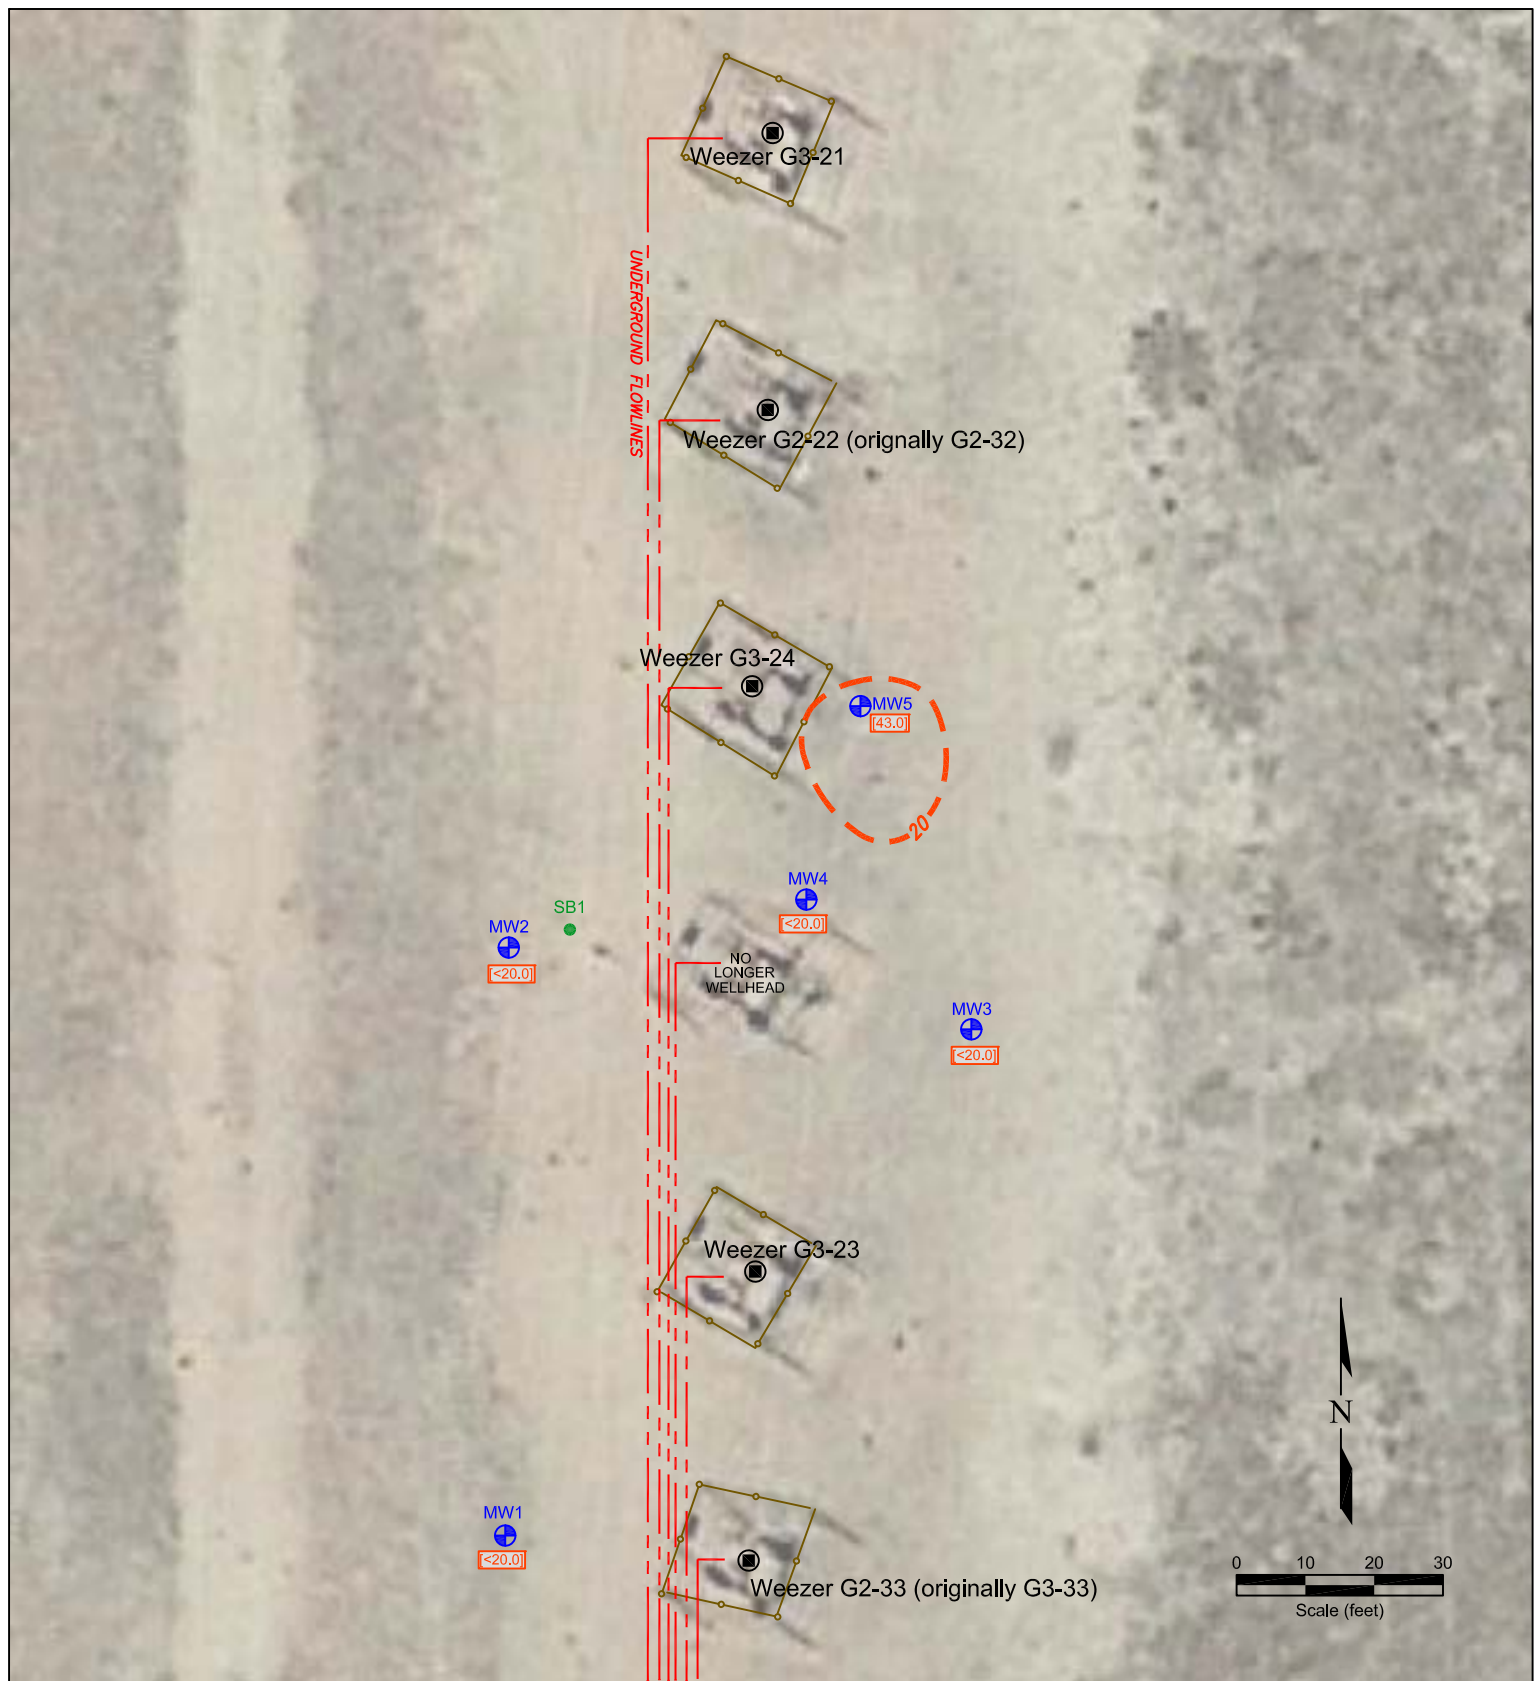 Weezer G3-21
UNDERGROUND FLOWLINES
Weezer G2-22 (orignally G2-32)
Weezer G3-24
MW5
[43.0]
20
MW4
[<20.0]
SB1
MW2
[<20.0]
NO
LONGER
WELLHEAD
MW3
[<20.0]
Weezer G3-23
N
MW1
[<20.0]
Weezer G2-33 (originally G3-33)
0 10 20 30
Scale (feet)